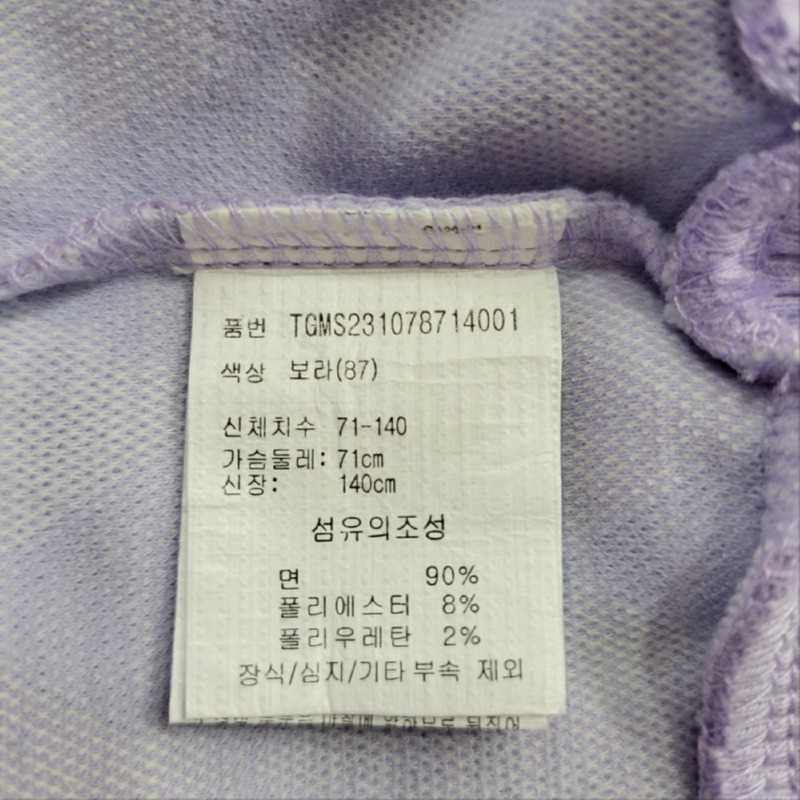 품번 TGMS231078714001
색상 보라(87)
신체치수 71-140
가슴둘레: 71cm
신장: 140cm
섬유의조성
면 90%
폴리에스터 8%
폴리우레탄 2%
장식/심지/기타부속 제외